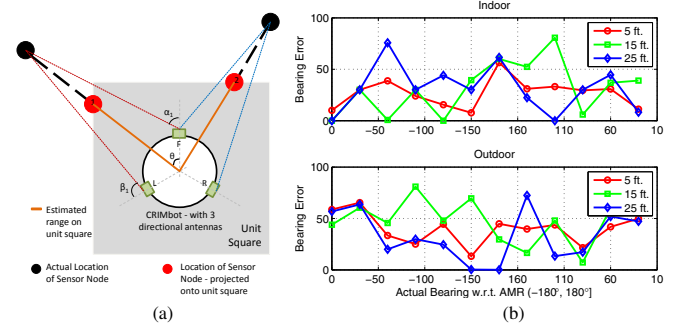 (a)
α1
F
θ
β1
L
R
CRIMbot - with 3
directional antennas
Estimated
range on
unit square
Unit
Square
Actual Location
of Sensor Node
Location of Sensor
Node - projected
onto unit square
(a)
Indoor
Bearing Error
100
50
0
0
−50
−100
−150
160
110
60
10
5 ft.
15 ft.
25 ft.
Outdoor
Bearing Error
100
50
0
0
−50
−100
−150
160
110
60
10
5 ft.
15 ft.
25 ft.
Actual Bearing w.r.t. AMR (−180°, 180°]
(b)